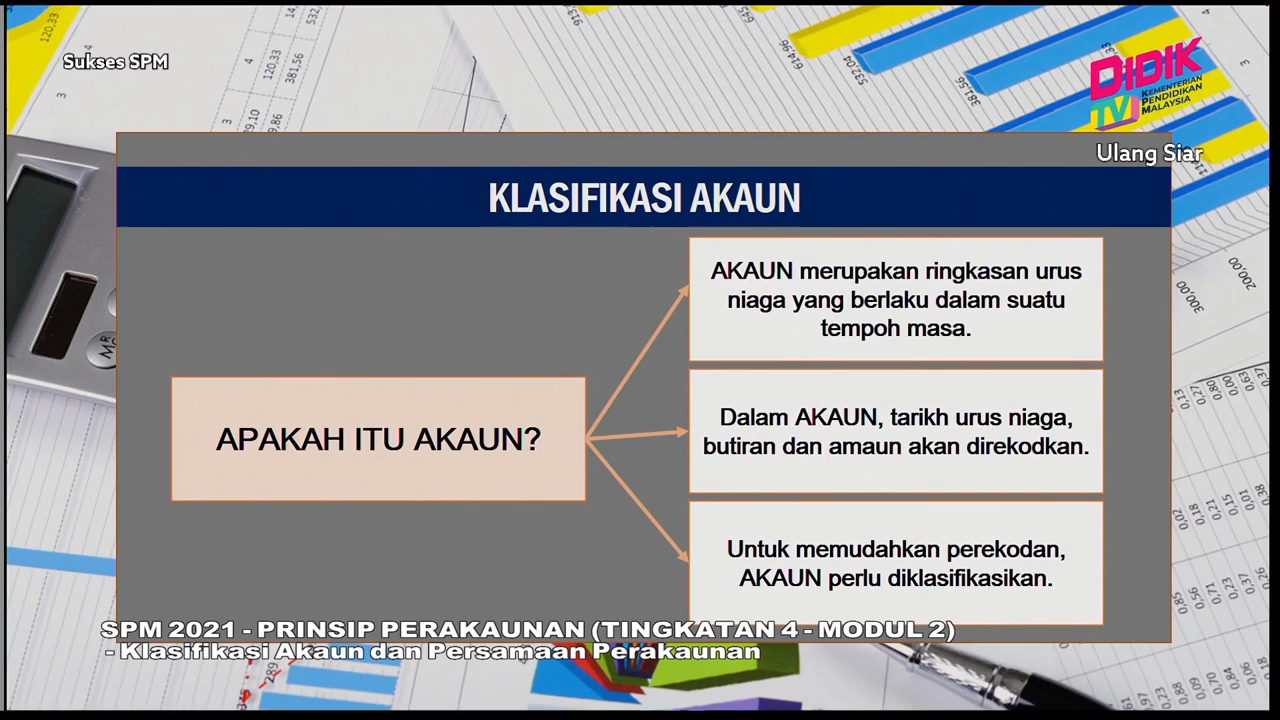 Sukses SPM
DIDIK
TV
KEMENTERIAN
PENDIDIKAN
MALAYSIA
Ulang Siar
KLASIFIKASI AKAUN
APAKAH ITU AKAUN?
AKAUN merupakan ringkasan urus
niaga yang berlaku dalam suatu
tempoh masa.
Dalam AKAUN, tarikh urus niaga,
butiran dan amaun akan direkodkan.
Untuk memudahkan perekodan,
AKAUN perlu diklasifikasikan.
SPM 2021 - PRINSIP PERAKAUNAN (TINGKATAN 4 - MODUL 2)
- Klasifikasi Akaun dan Persamaan Perakaunan